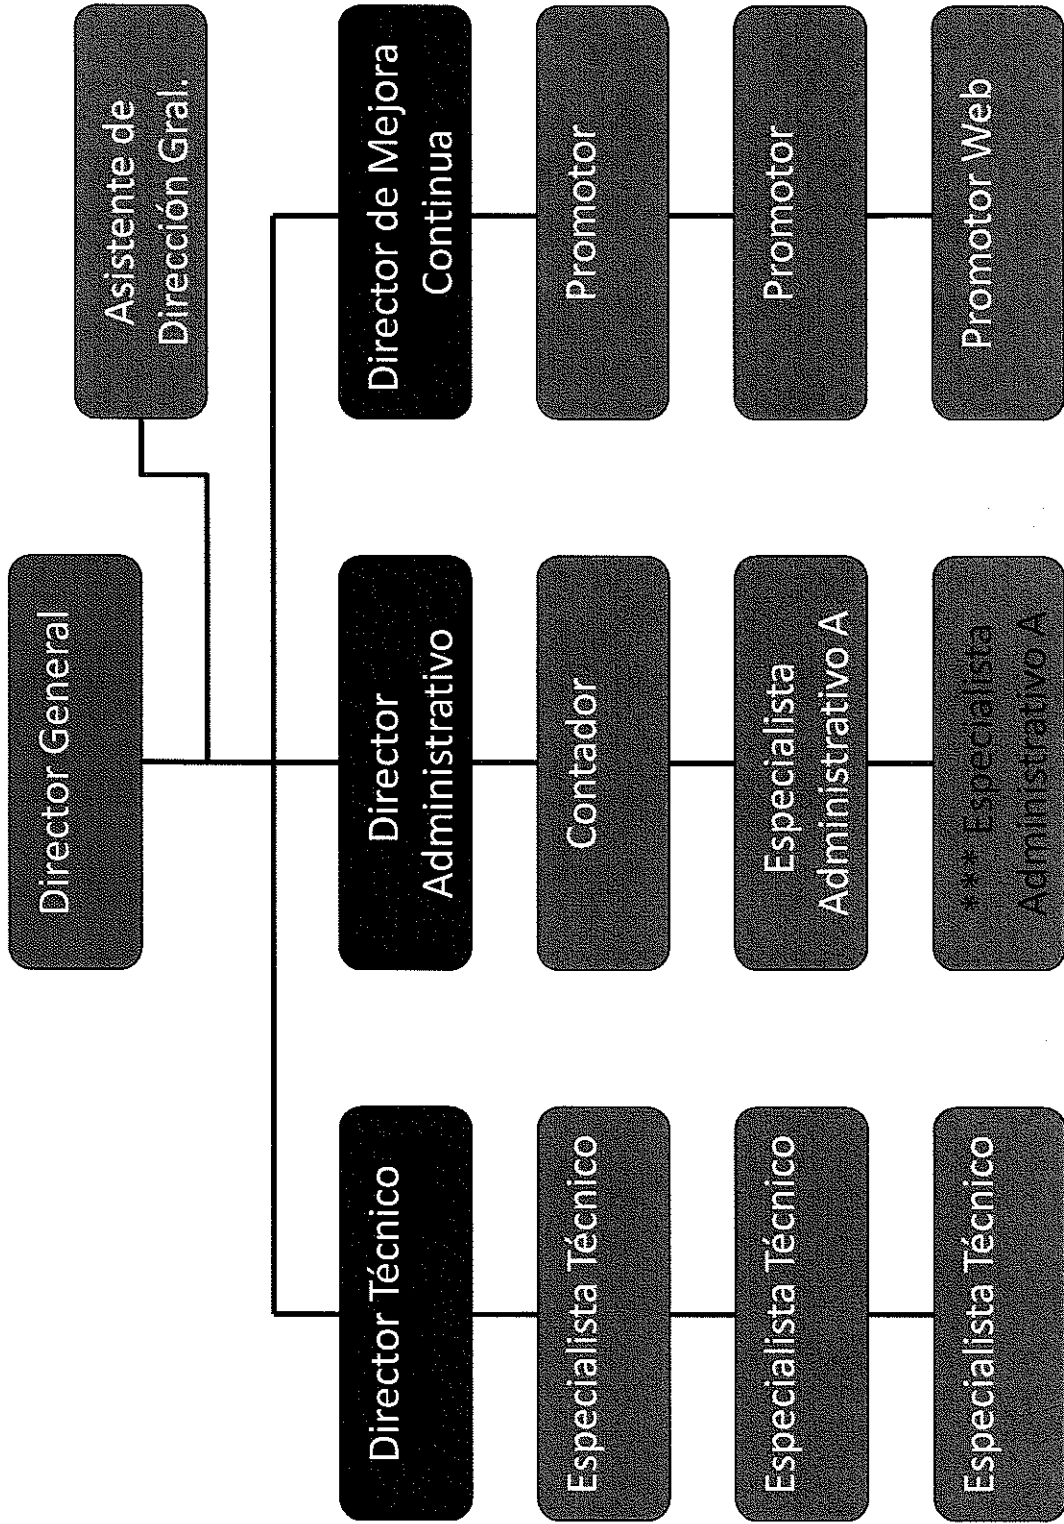 Director General
Asistente de
Dirección Gral.
Director Técnico
Director
Administrativo
Director de Mejora
Continua
Especialista Técnico
Contador
Promotor
Especialista Técnico
Especialista
Administrativo A
Promotor
Especialista Técnico
*** Especialista
Administrativo A
Promotor Web